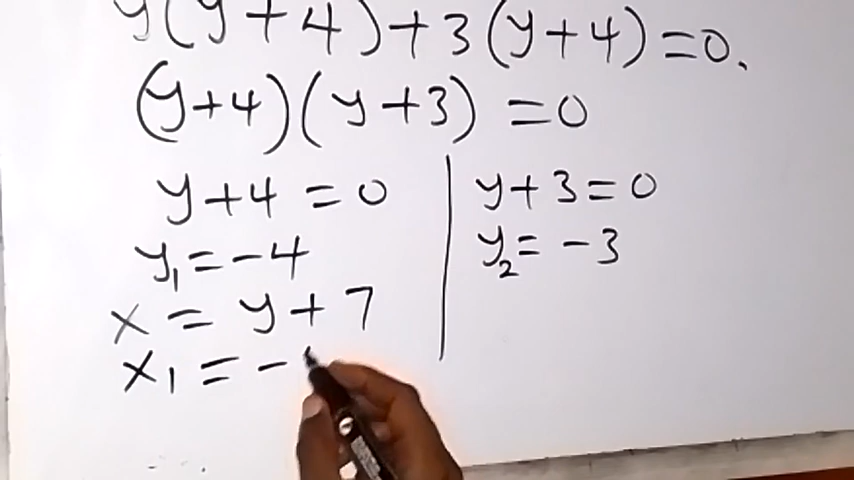 y(y+4)+3(y+4)=0.
(y+4)(y+3)=0
y+4=0
y₁=-4
x=y+7
x₁=-
y+3=0
y₂=-3